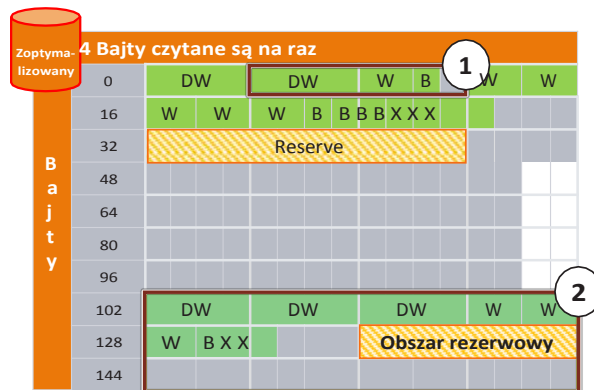 Zoptyma-
lizowany
4 Bajty czytane są na raz
1
0 DW DW W B W W
16 W W W B B B B X X X
32 Reserve
48
64
80
96
2
102 DW DW DW W W
128 W B X X Obszar rezerwowy
144
B
a
j
t
y